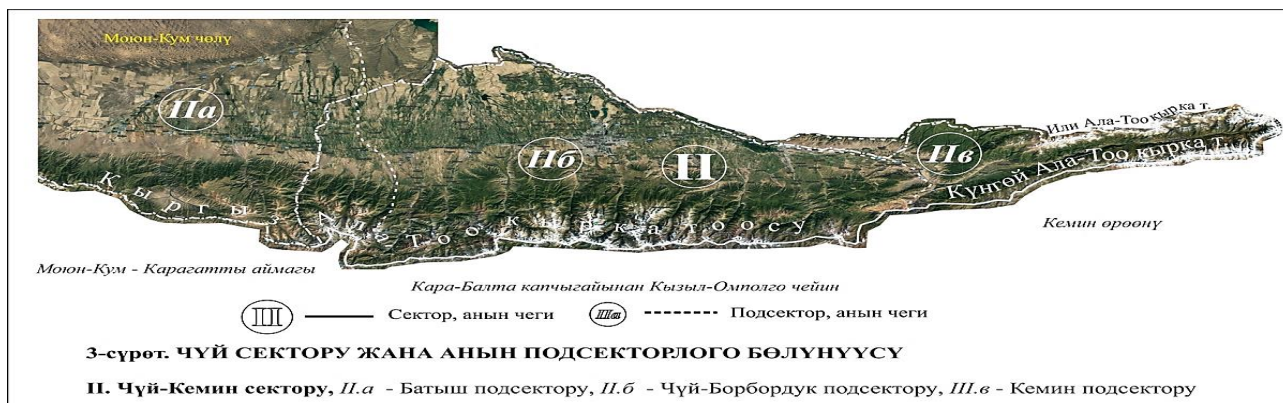 Моюн-Кум чөлү
IIа
IIб
II
IIв
Или Ала-Тоо кырка т.
Күнгөй Ала-Тоо кырка т.
Кыргыз Ала-Тоо кырка тоосу
Кемин өрөөнү
Моюн-Кум - Карагатты аймагы
Кара-Балта капчыгайынан Кызыл-Омполго чейин
III Сектор, анын чеги IIIа Подсектор, анын чеги
3-сүрөт. ЧҮЙ СЕКТОРУ ЖАНА АНЫН ПОДСЕКТОРЛОГО БӨЛҮНҮҮСҮ
II. Чүй-Кемин сектору, II.а - Батыш подсектору, II.б - Чүй-Борбордук подсектору, III.в - Кемин подсектору